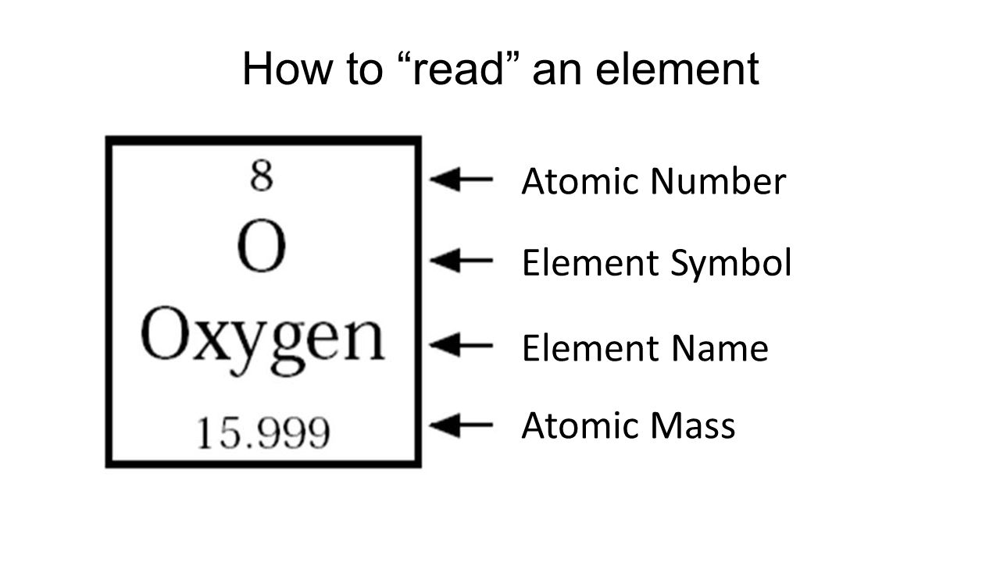 How to “read” an element
8
Atomic Number
O
Element Symbol
Oxygen
Element Name
15.999
Atomic Mass